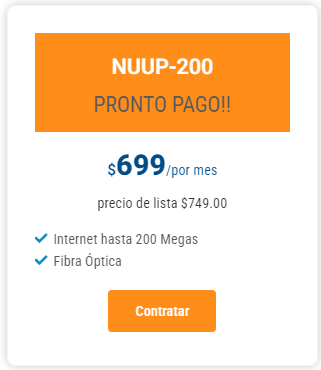 NUUP-200
PRONTO PAGO!!
$699/por mes
precio de lista $749.00
Internet hasta 200 Megas
Fibra Óptica
Contratar